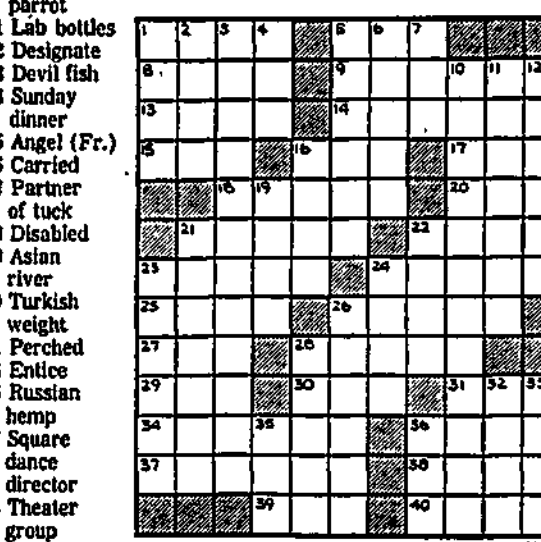 parrot
Lab bottles
Designate
Devil fish
Sunday
dinner
Angel (Fr.)
Carried
Partner
of tuck
Disabled
Asian
river
Turkish
weight
Perched
Entice
Russian
hemp
Square
dance
director
Theater
group
1 2 3 4 5 6 7
8 9 10 11 12
13 14
15 16 17
18 19 20
21 22
23 24
25 26
27 28
29 30 31 32 33
34 35 36
37 38
39 40